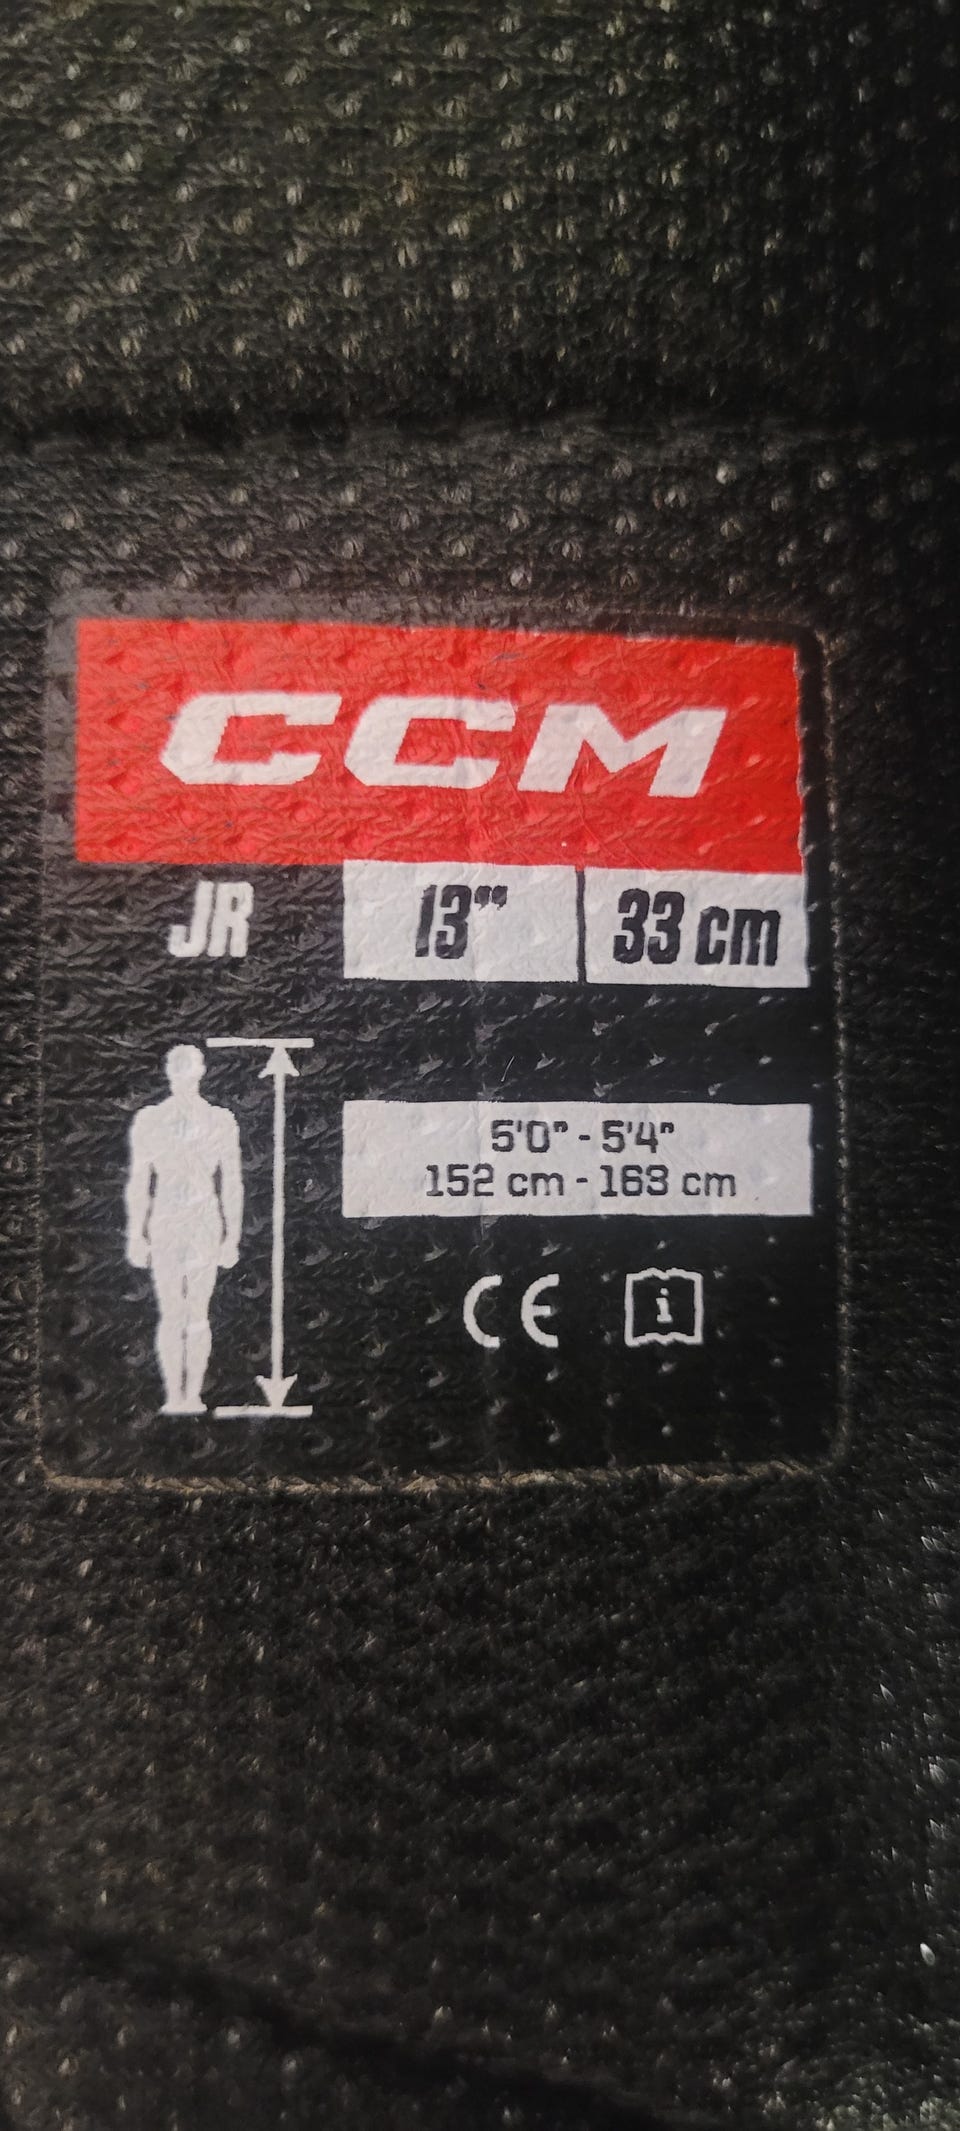 CCM
JR 13''' 33 cm
5'0" - 5'4"
152 cm - 163 cm
CE i